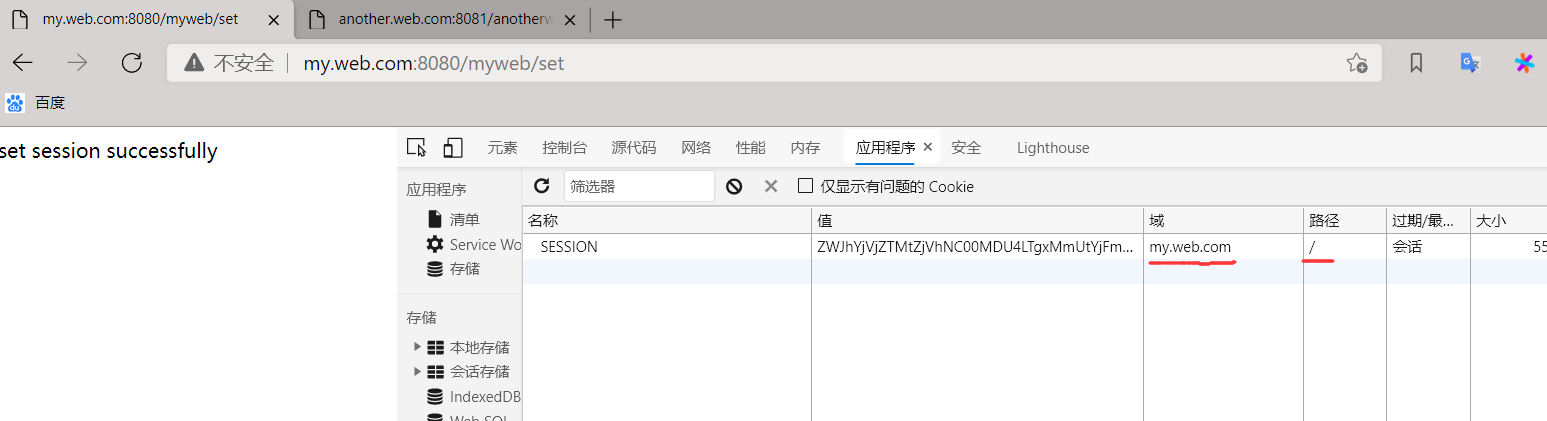 my.web.com:8080/myweb/set
another.web.com:8081/anotherw
不安全 my.web.com:8080/myweb/set
百度
set session successfully
元素 控制台 源代码 网络 性能 内存 应用程序 安全 Lighthouse
应用程序
清单
Service Wo
存储
存储
本地存储
会话存储
IndexedDB
Web SQL
筛选器 仅显示有问题的 Cookie
名称 值 域 路径 过期/最... 大小
SESSION ZWJhYjVjZTMtZjVhNC00MDU4LTgxMmUtYjFm... my.web.com / 会话 55